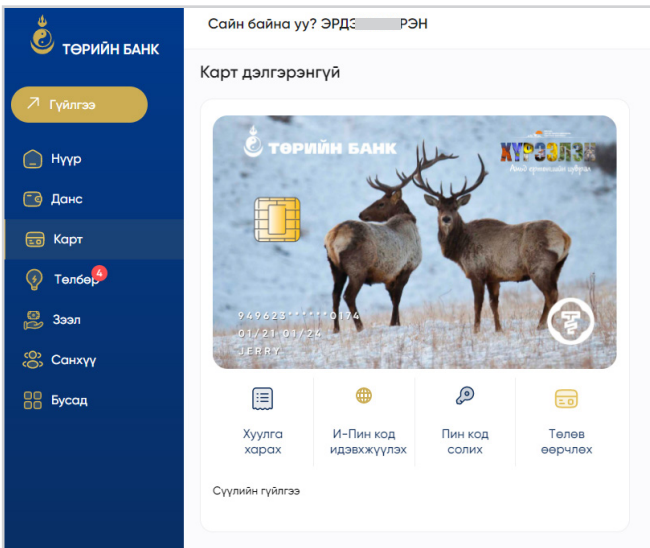 ТӨРИЙН БАНК
Гүйлгээ
Нүүр
Данс
Карт
Төлбөр 4
Зээл
Санхүү
Бусад
Сайн байна уу? ЭРДЭ РЭН
Карт дэлгэрэнгүй
ТӨРИЙН БАНК
ХҮРЭЭЛЭН
949623******0174
01/21 01/24
JERRY
Хуулга харах
И-Пин код идэвхжүүлэх
Пин код солих
Төлөв өөрчлөх
Сүүлийн гүйлгээ